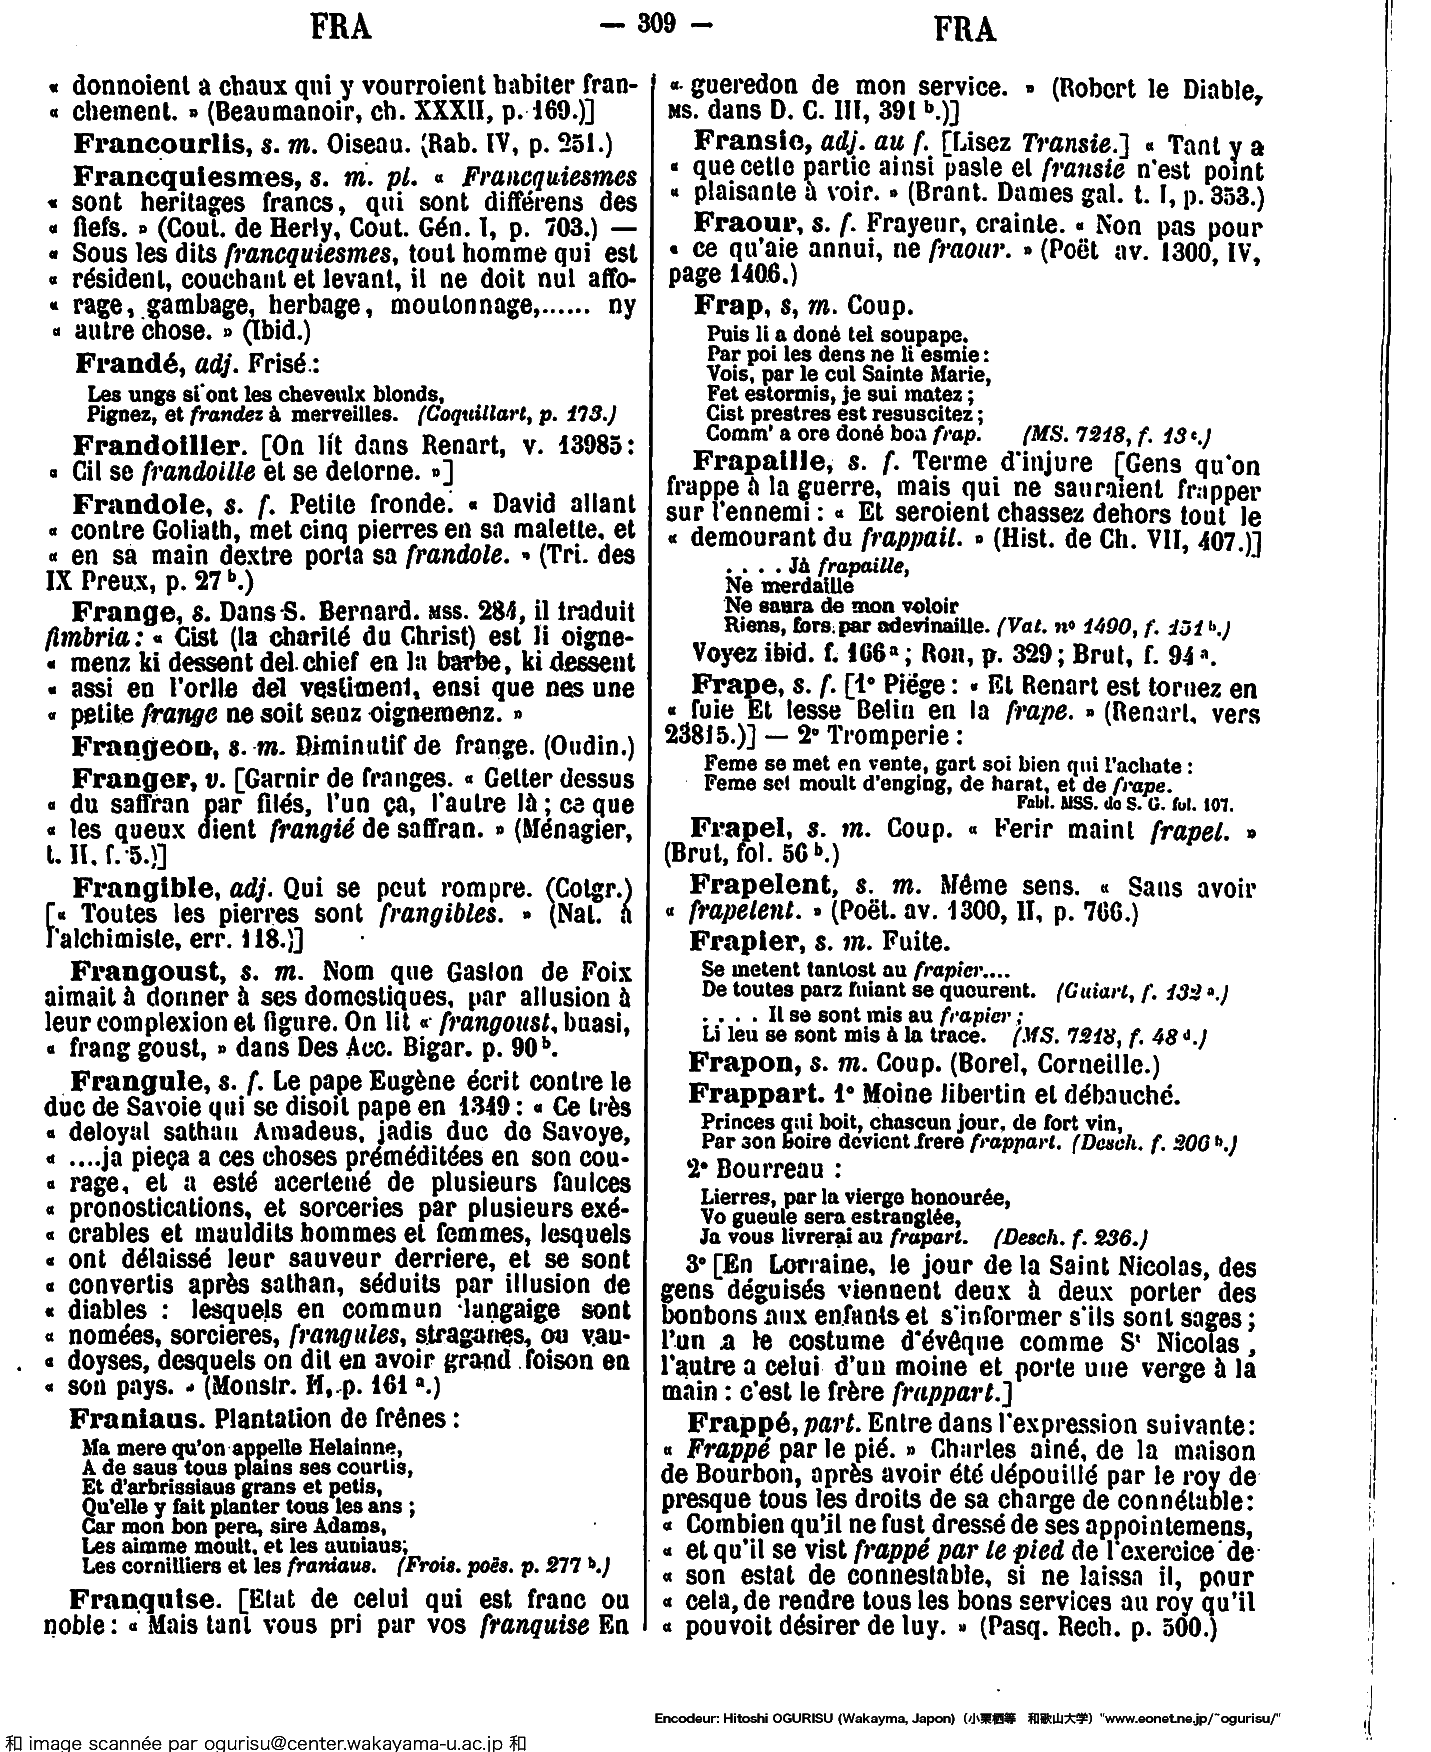 FRA — 309 — FRA
« donnoient a chaux qui y vourroient habiter fran-
« chement. » (Beaumanoir, ch. XXXII, p. 169.)]
Francourlis, s. m. Oiseau. (Rab. IV, p. 251.)
Francquiesmes, s. m. pl. « Francquiesmes
« sont heritages francs, qui sont différens des
« fiefs. » (Cout. de Herly, Cout. Gén. I, p. 703.) —
« Sous les dits francquiesmes, tout homme qui est
« résident, couchant et levant, il ne doit nul affo-
« rage, gambage, herbage, moutonnage,...... ny
« autre chose. » (Ibid.)
Frandé, adj. Frisé :
Les ungs si ont les cheveulx blonds,
Pignez, et frandez à merveilles. (Coquillart, p. 173.)
Frandoiller. [On lit dans Renart, v. 13985 :
« Cil se frandoille et se detorne. »]
Frandole, s. f. Petite fronde. « David allant
« contre Goliath, met cinq pierres en sa malette, et
« en sa main dextre porta sa frandole. » (Tri. des
IX Preux, p. 27 b.)
Frange, s. Dans S. Bernard. MSS. 284, il traduit
fimbria : « Cist (la charité du Christ) est li oigne-
« menz ki dessent del chief en la barbe, ki dessent
« assi en l'orlle del vestiment, ensi que nes une
« petite frange ne soit senz oignemenz. »
Frangeon, s. m. Diminutif de frange. (Oudin.)
Franger, v. [Garnir de franges. « Getter dessus
« du saffran par filés, l'un ça, l'autre là ; ce que
« les queux dient frangié de saffran. » (Ménagier,
t. II, f. 5.)]
Frangible, adj. Qui se peut rompre. (Cotgr.)
[« Toutes les pierres sont frangibles. » (Nat. à
l'alchimiste, err. 118.)]
Frangoust, s. m. Nom que Gaston de Foix
aimait à donner à ses domestiques, par allusion à
leur complexion et figure. On lit « frangoust, buasi,
« frang goust, » dans Des Acc. Bigar. p. 90 b.
Frangule, s. f. Le pape Eugène écrit contre le
duc de Savoie qui se disoit pape en 1349 : « Ce très
« deloyal sathan Amadeus, jadis duc de Savoye,
« ....ja pieça a ces choses préméditées en son cou-
« rage, et a esté acertené de plusieurs faulces
« pronostications, et sorceries par plusieurs exé-
« crables et mauldits hommes et femmes, lesquels
« ont délaissé leur sauveur derriere, et se sont
« convertis après sathan, séduits par illusion de
« diables : lesquels en commun langaige sont
« nomées, sorcieres, frangules, straganes, ou vau-
« doyses, desquels on dit en avoir grand foison en
« son pays. » (Monstr. II, p. 161 a.)
Franiaus. Plantation de frênes :
Ma mere qu'on appelle Helainne,
A de saus tous plains ses courtis,
Et d'arbrissiaus grans et petis,
Qu'elle y fait planter tous les ans ;
Car mon bon pere, sire Adams,
Les aimme moult, et les auniaus;
Les cornilliers et les franiaus. (Frois. poës. p. 277 b.)
Franquise. [Etat de celui qui est franc ou
noble : « Mais tant vous pri par vos franquise En
« gueredon de mon service. » (Robert le Diable,
MS. dans D. C. III, 391 b.)]
Fransie, adj. au f. [Lisez Transie.] « Tant y a
« que cette partie ainsi pasle et fransie n'est point
« plaisante à voir. » (Brant. Dames gal. t. I, p. 353.)
Fraour, s. f. Frayeur, crainte. « Non pas pour
« ce qu'aie annui, ne fraour. » (Poët av. 1300, IV,
page 1406.)
Frap, s, m. Coup.
Puis li a doné tel soupape.
Par poi les dens ne li esmie :
Vois, par le cul Sainte Marie,
Fet estormis, je sui matez ;
Cist prestres est resuscitez ;
Comm' a ore doné bon frap. (MS. 7218, f. 13 c.)
Frapaille, s. f. Terme d'injure [Gens qu'on
frappe à la guerre, mais qui ne sauraient frapper
sur l'ennemi : « Et seroient chassez dehors tout le
« demourant du frappail. » (Hist. de Ch. VII, 407.)]
. . . . Jà frapaille,
Ne merdaille
Ne saura de mon voloir
Riens, fors par adevinaille. (Vat. nº 1490, f. 151 b.)
Voyez ibid. f. 166 a ; Ron, p. 329 ; Brut, f. 94 a.
Frape, s. f. [1º Piége : « Et Renart est tornez en
« fuie Et lesse Belin en la frape. » (Renart, vers
23815.)] — 2º Tromperie :
Feme se met en vente, gart soi bien qui l'achate :
Feme set moult d'enging, de barat, et de frape.
Fabl. MSS. de S. G. fol. 107.
Frapel, s. m. Coup. « Ferir maint frapel. »
(Brut, fol. 56 b.)
Frapelent, s. m. Même sens. « Sans avoir
« frapelent. » (Poët. av. 1300, II, p. 766.)
Frapier, s. m. Fuite.
Se metent tantost au frapier....
De toutes parz fuiant se queurent. (Guiart, f. 132 a.)
. . . . Il se sont mis au frapier ;
Li leu se sont mis à la trace. (MS. 7218, f. 48 d.)
Frapon, s. m. Coup. (Borel, Corneille.)
Frappart. 1º Moine libertin et débauché.
Princes qui boit, chascun jour, de fort vin,
Par son boire devient frere frappart. (Desch. f. 206 b.)
2º Bourreau :
Lierres, par la vierge honourée,
Vo gueule sera estranglée,
Ja vous livrerai au frapart. (Desch. f. 236.)
3º [En Lorraine, le jour de la Saint Nicolas, des
gens déguisés viennent deux à deux porter des
bonbons aux enfants et s'informer s'ils sont sages ;
l'un a le costume d'évêque comme St Nicolas,
l'autre a celui d'un moine et porte une verge à la
main : c'est le frère frappart.]
Frappé, part. Entre dans l'expression suivante :
« Frappé par le pié. » Charles ainé, de la maison
de Bourbon, après avoir été dépouillé par le roy de
presque tous les droits de sa charge de connétable :
« Combien qu'il ne fust dressé de ses appointemens,
« et qu'il se vist frappé par le pied de l'exercice de
« son estat de connestable, si ne laissa il, pour
« cela, de rendre tous les bons services au roy qu'il
« pouvoit désirer de luy. » (Pasq. Rech. p. 500.)
Encodeur: Hitoshi OGURISU (Wakayma, Japon) (小栗栖等 和歌山大学) "www.eonet.ne.jp/~ogurisu/"
和 image scannée par ogurisu@center.wakayama-u.ac.jp 和